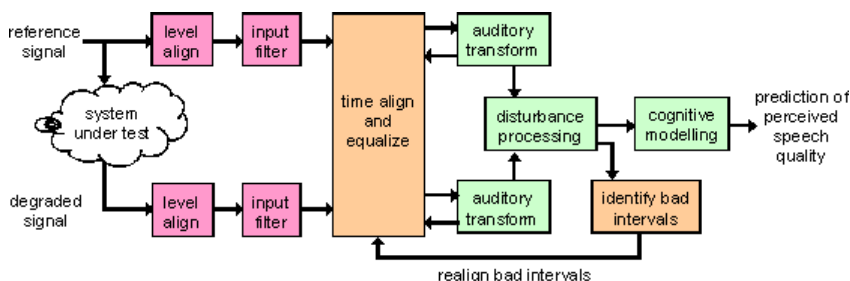 reference
signal
level
align
input
filter
time align
and
equalize
auditory
transform
system
under test
disturbance
processing
cognitive
modelling
prediction of
perceived
speech
quality
degraded
signal
level
align
input
filter
auditory
transform
identify bad
intervals
realign bad intervals